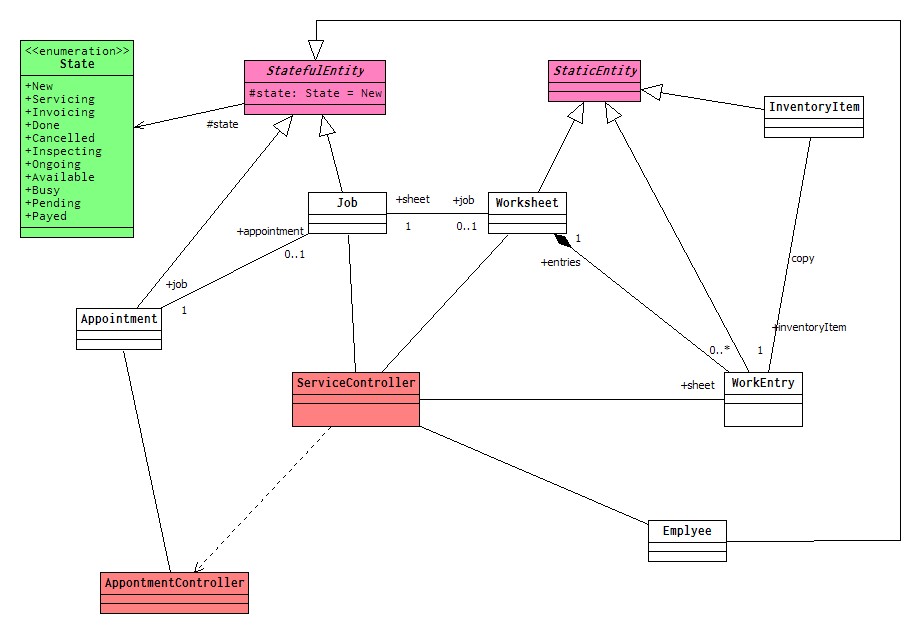 <<enumeration>>
State
+New
+Servicing
+Invoicing
+Done
+Cancelled
+Inspecting
+Ongoing
+Available
+Busy
+Pending
+Payed
StatefulEntity
#state: State = New
#state
StaticEntity
InventoryItem
Job
+sheet
1
+job
0..1
Worksheet
1
+entries
+appointment
0..1
+job
1
Appointment
copy
+inventoryItem
0..*
1
ServiceController
+sheet
WorkEntry
Emplyee
AppontmentController